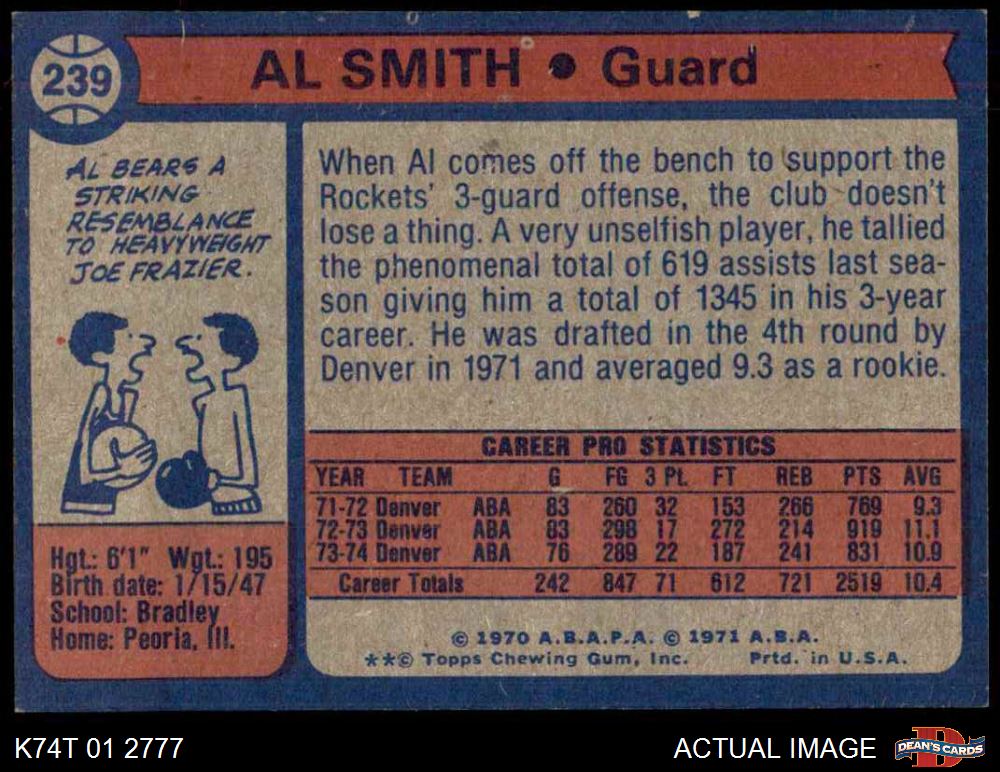 239
AL SMITH • Guard
AL BEARS A
STRIKING
RESEMBLANCE
TO HEAVYWEIGHT
JOE FRAZIER.
When Al comes off the bench to support the
Rockets' 3-guard offense, the club doesn't
lose a thing. A very unselfish player, he tallied
the phenomenal total of 619 assists last sea-
son giving him a total of 1345 in his 3-year
career. He was drafted in the 4th round by
Denver in 1971 and averaged 9.3 as a rookie.
Hgt.: 6'1" Wgt.: 195
Birth date: 1/15/47
School: Bradley
Home: Peoria, Ill.
CAREER PRO STATISTICS
YEAR TEAM G FG 3 Pt. FT REB PTS AVG
71-72 Denver ABA 83 260 32 153 266 769 9.3
72-73 Denver ABA 83 298 17 272 214 919 11.1
73-74 Denver ABA 76 289 22 187 241 831 10.9
Career Totals 242 847 71 612 721 2519 10.4
© 1970 A.B.A.P.A. © 1971 A.B.A.
**© Topps Chewing Gum, Inc. Prtd. in U.S.A.
K74T 01 2777
ACTUAL IMAGE
D
DEAN'S CARDS